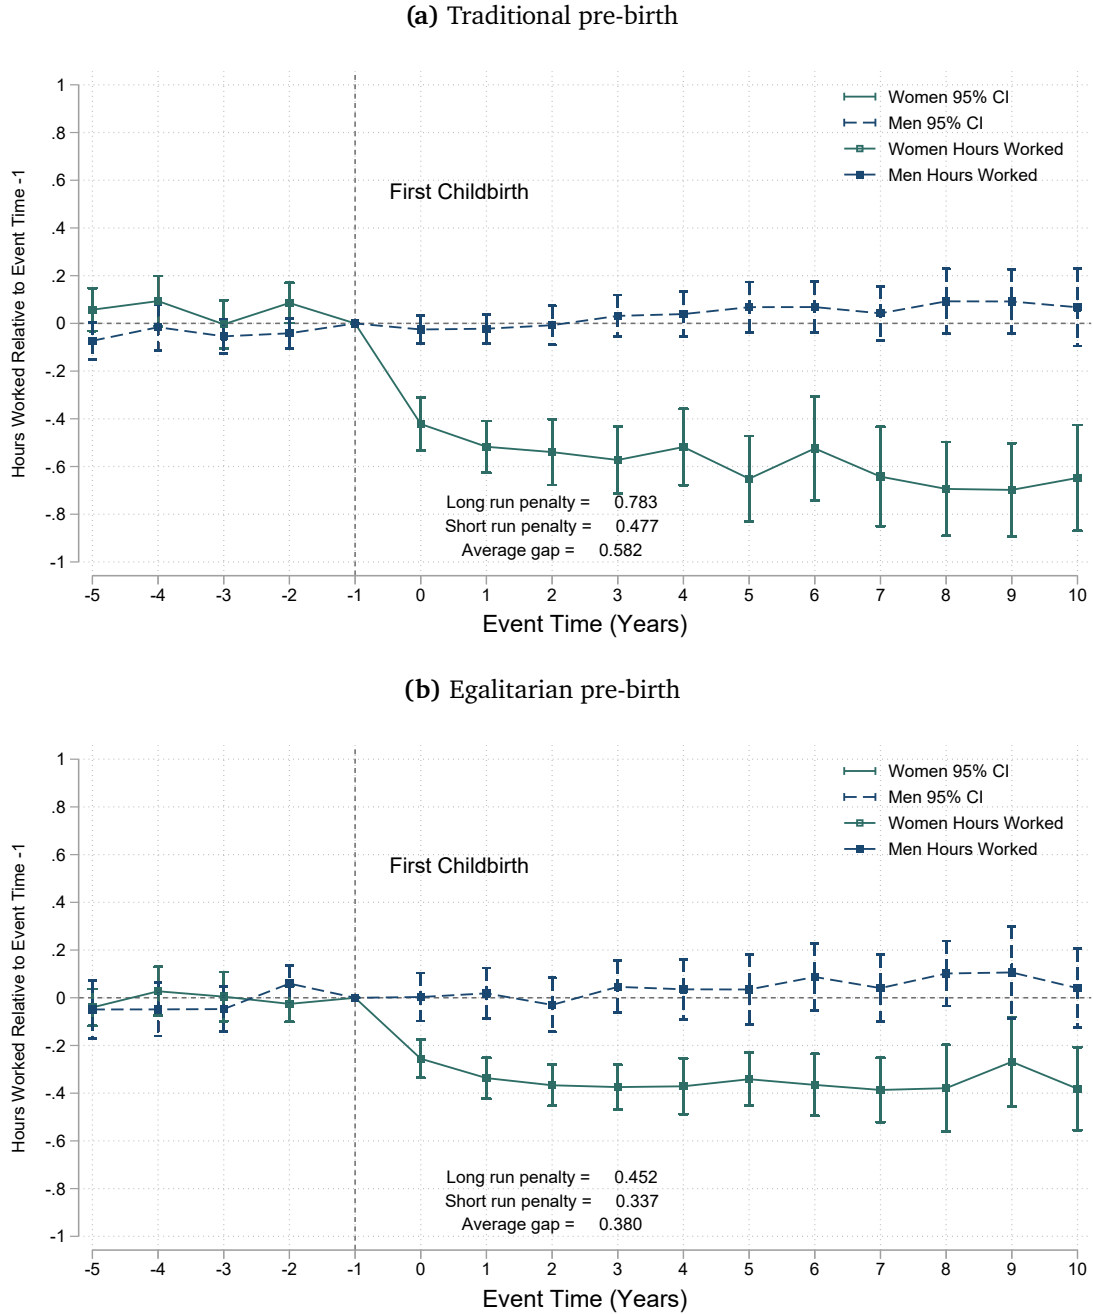 (a) Traditional pre-birth
Hours Worked Relative to Event Time -1
1
.8
.6
.4
.2
0
-.2
-.4
-.6
-.8
-1
Women 95% CI
Men 95% CI
Women Hours Worked
Men Hours Worked
First Childbirth
Long run penalty = 0.783
Short run penalty = 0.477
Average gap = 0.582
-5 -4 -3 -2 -1 0 1 2 3 4 5 6 7 8 9 10
Event Time (Years)
(b) Egalitarian pre-birth
Hours Worked Relative to Event Time -1
1
.8
.6
.4
.2
0
-.2
-.4
-.6
-.8
-1
Women 95% CI
Men 95% CI
Women Hours Worked
Men Hours Worked
First Childbirth
Long run penalty = 0.452
Short run penalty = 0.337
Average gap = 0.380
-5 -4 -3 -2 -1 0 1 2 3 4 5 6 7 8 9 10
Event Time (Years)